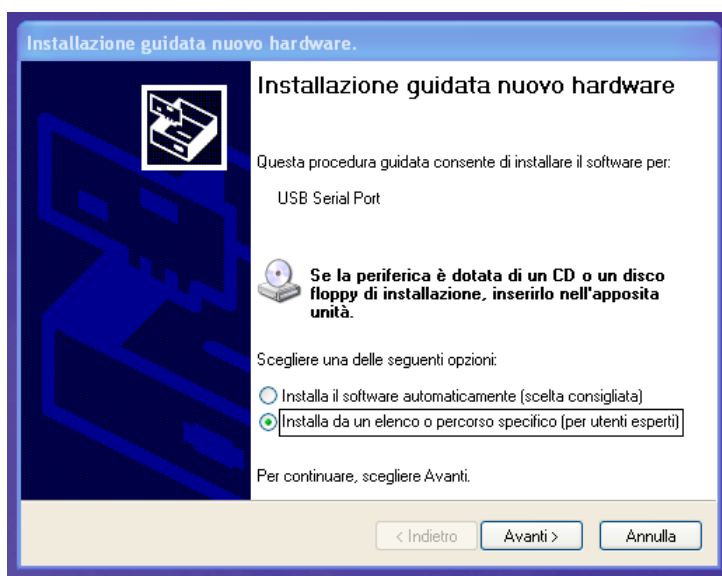 Installazione guidata nuovo hardware.
Installazione guidata nuovo hardware
Questa procedura guidata consente di installare il software per:
USB Serial Port
Se la periferica è dotata di un CD o un disco
floppy di installazione, inserirlo nell'apposita
unità.
Scegliere una delle seguenti opzioni:
Installa il software automaticamente (scelta consigliata)
Installa da un elenco o percorso specifico (per utenti esperti)
Per continuare, scegliere Avanti.
< Indietro Avanti > Annulla